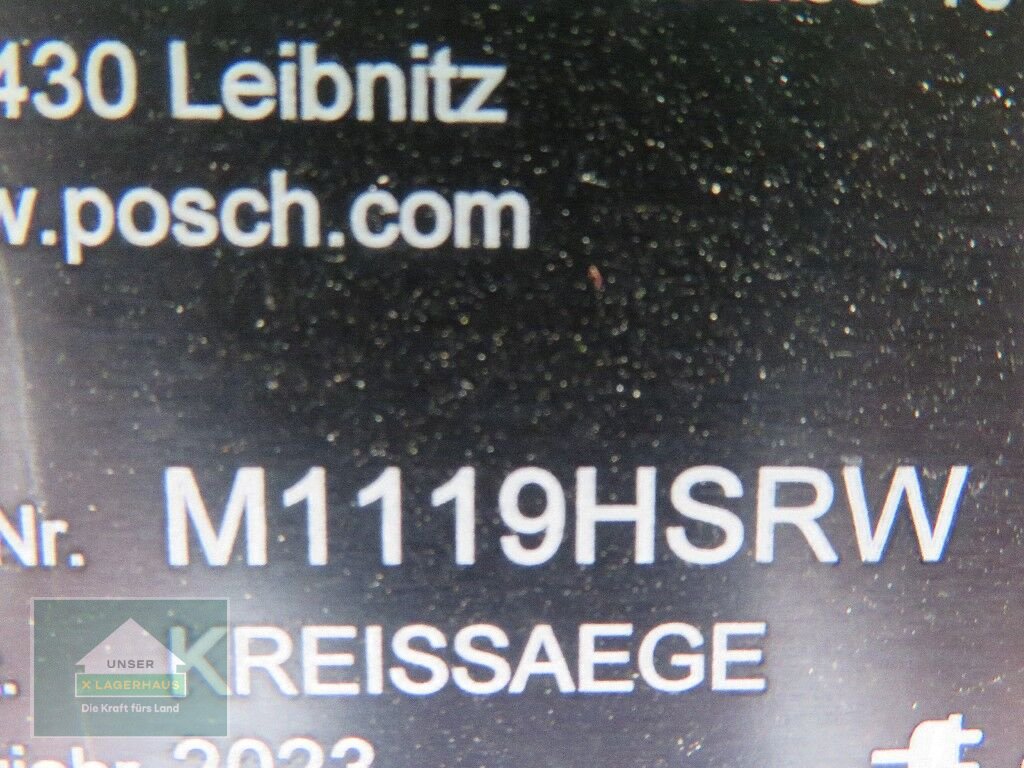 430 Leibnitz
w.posch.com
Nr. M1119HSRW
KREISSAEGE
UNSER
X LAGERHAUS
Die Kraft fürs Land